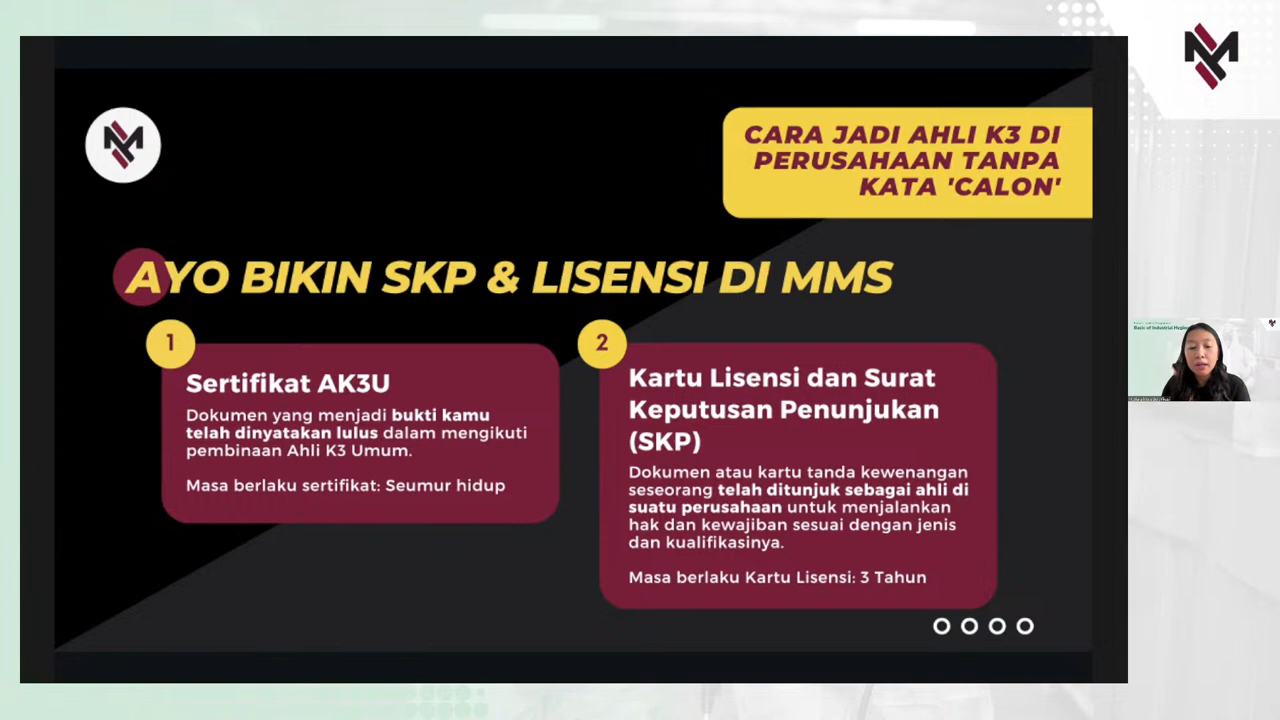 CARA JADI AHLI K3 DI
PERUSAHAAN TANPA
KATA 'CALON'
AYO BIKIN SKP & LISENSI DI MMS
1
Sertifikat AK3U
Dokumen yang menjadi bukti kamu
telah dinyatakan lulus dalam mengikuti
pembinaan Ahli K3 Umum.
Masa berlaku sertifikat: Seumur hidup
2
Kartu Lisensi dan Surat
Keputusan Penunjukan
(SKP)
Dokumen atau kartu tanda kewenangan
seseorang telah ditunjuk sebagai ahli di
suatu perusahaan untuk menjalankan
hak dan kewajiban sesuai dengan jenis
dan kualifikasinya.
Masa berlaku Kartu Lisensi: 3 Tahun
Basic of Industrial